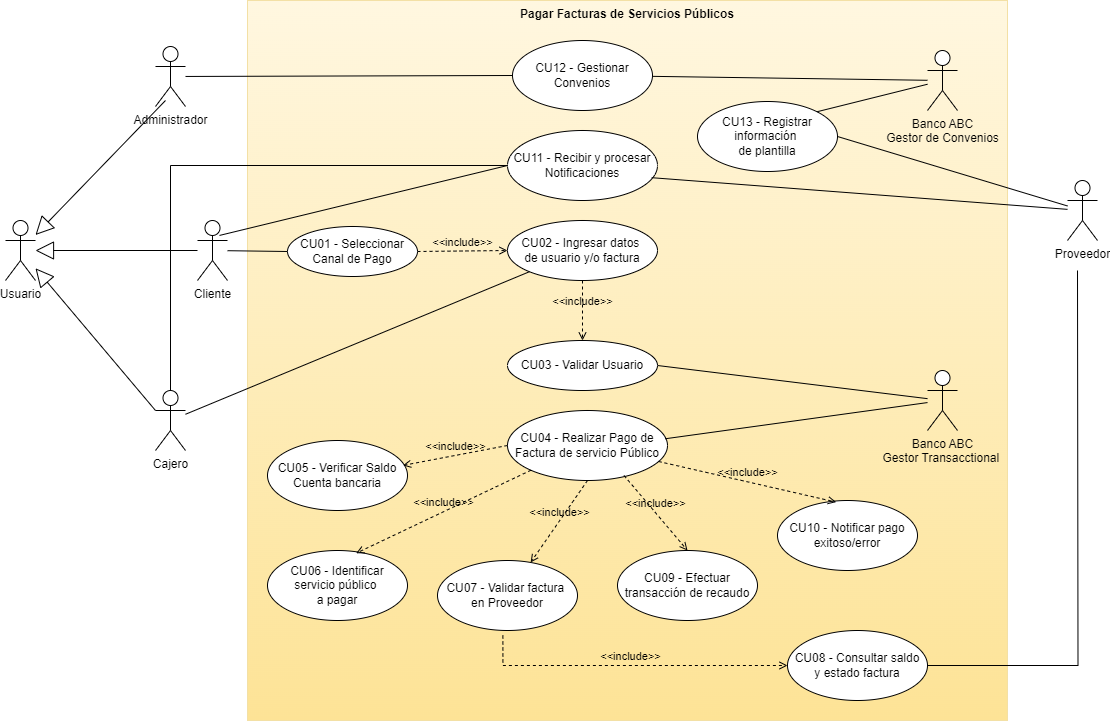 Pagar Facturas de Servicios Públicos
CU12 - Gestionar
Convenios
Administrador
Banco ABC
Gestor de Convenios
CU13 - Registrar
información
de plantilla
CU11 - Recibir y procesar
Notificaciones
CU01 - Seleccionar
Canal de Pago
<<include>>
CU02 - Ingresar datos
de usuario y/o factura
Proveedor
Usuario
Cliente
<<include>>
CU03 - Validar Usuario
Cajero
CU04 - Realizar Pago de
Factura de servicio Público
Banco ABC
Gestor Transacctional
<<include>>
CU05 - Verificar Saldo
Cuenta bancaria
<<include>>
<<include>>
<<include>>
<<include>>
CU10 - Notificar pago
exitoso/error
CU06 - Identificar
servicio público
a pagar
CU07 - Validar factura
en Proveedor
CU09 - Efectuar
transacción de recaudo
<<include>>
CU08 - Consultar saldo
y estado factura